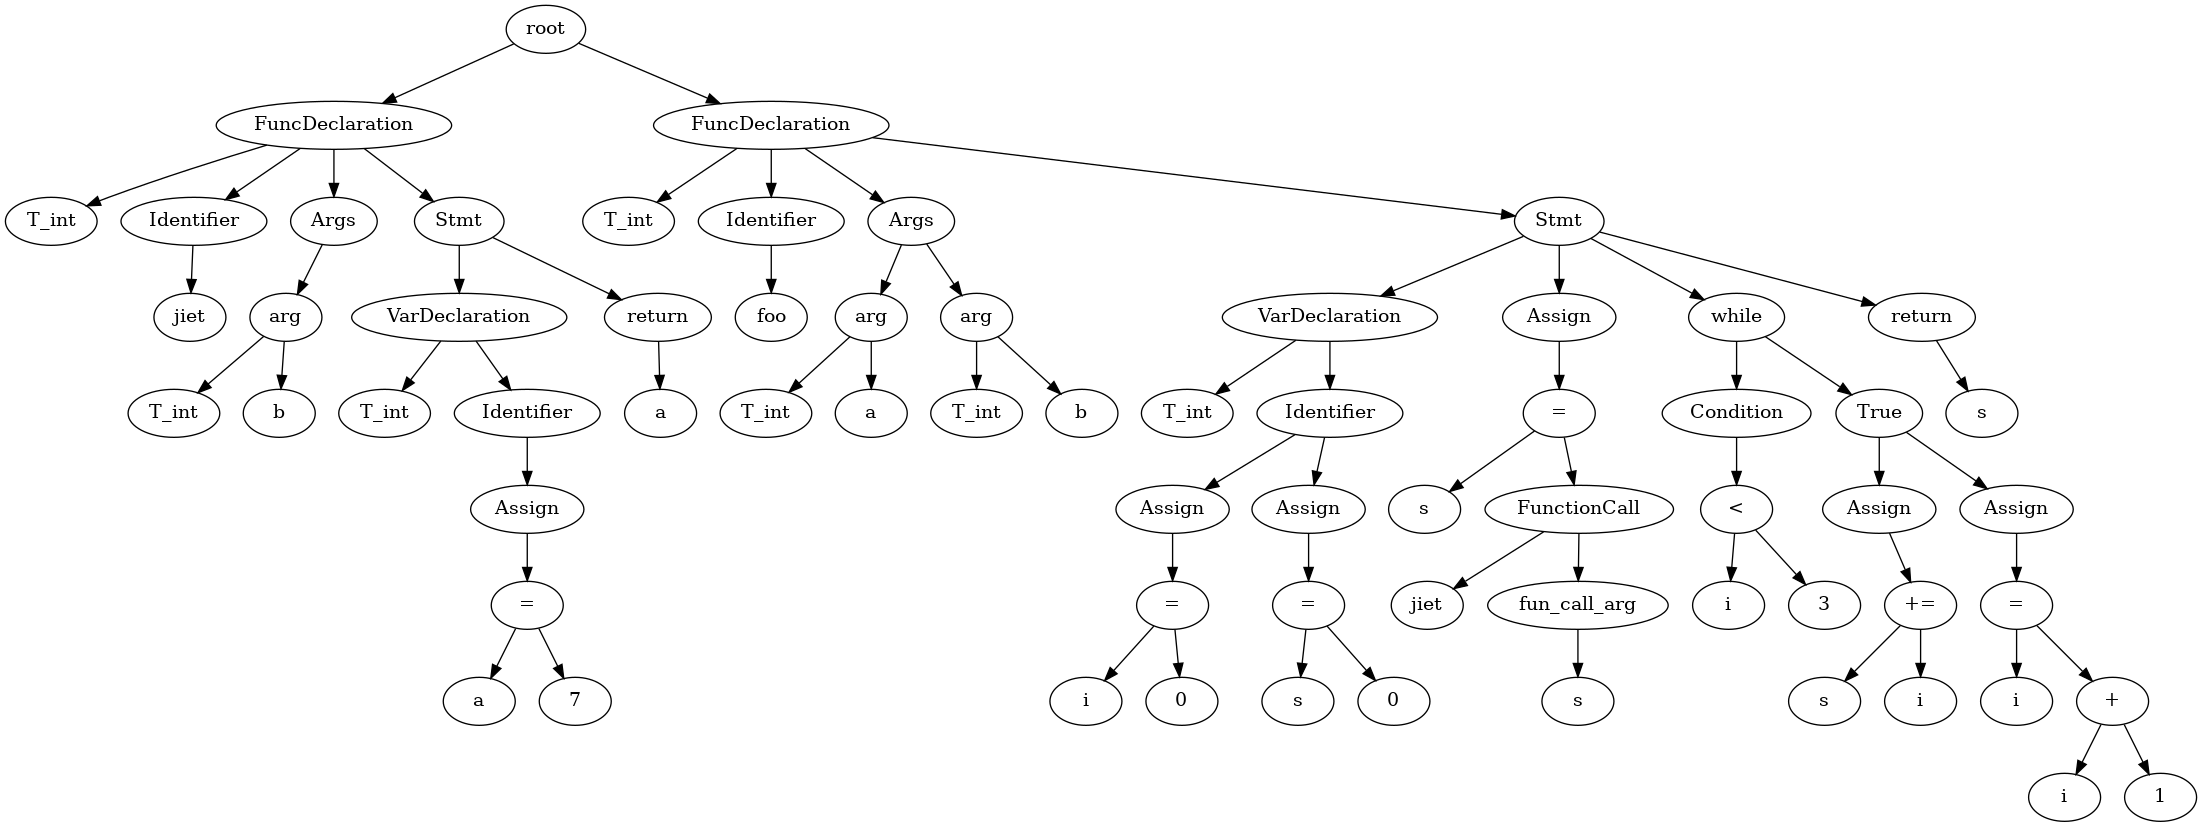 root
FuncDeclaration FuncDeclaration
T_int Identifier Args Stmt T_int Identifier Args Stmt
jiet arg VarDeclaration return foo arg arg VarDeclaration Assign while return
T_int b T_int Identifier a T_int a T_int b T_int Identifier = Condition True s
Assign Assign Assign s FunctionCall < Assign Assign
= = = jiet fun_call_arg i 3 += =
a 7 i 0 s 0 s s i i +
i 1